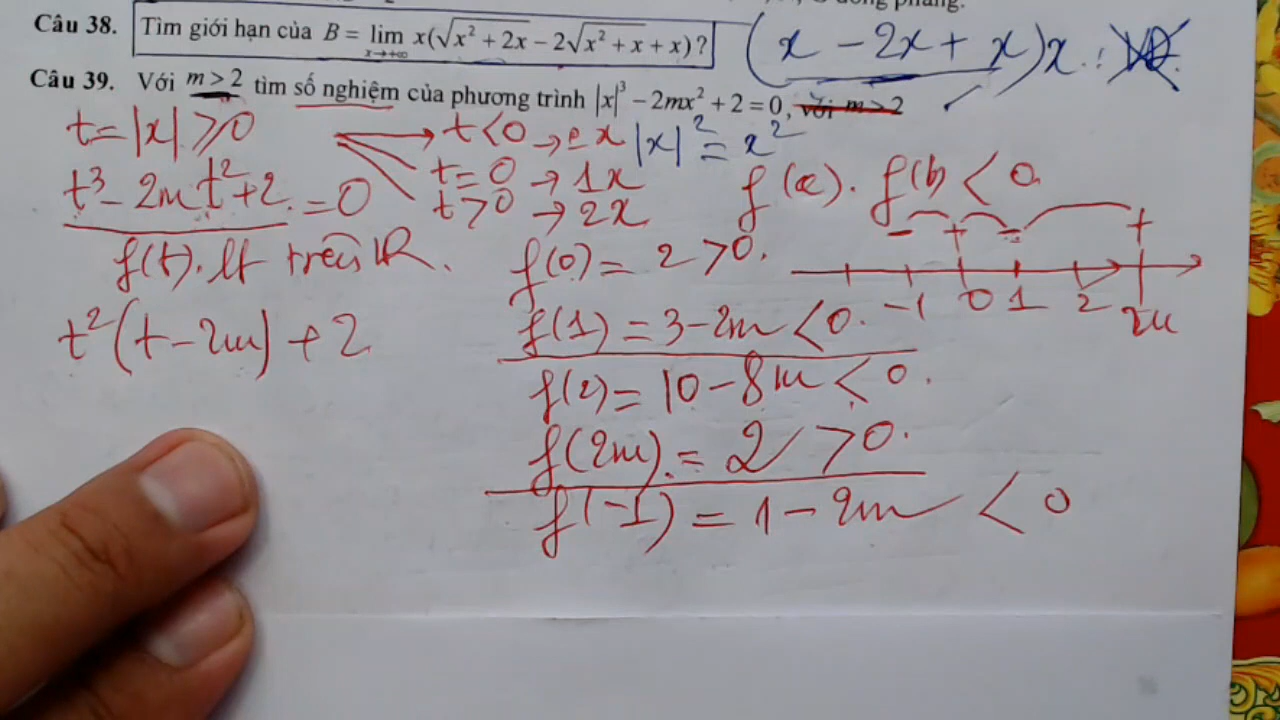 đồng phẳng.
Câu 38. Tìm giới hạn của B = lim x→+∞ x(√x² + 2x − 2√x² + x + x) ? (x − 2x + x)x
Câu 39. Với m > 2 tìm số nghiệm của phương trình |x|³ − 2mx² + 2 = 0, với m > 2
t = |x| ≥ 0
t < 0 → x |x|² = x²
t = 0 → 1x
t > 0 → 2x
t³ − 2mt² + 2 = 0
f(t). lt trên ℝ.
t²(t − 2m) + 2
f(a). f(b) < 0
− + − +
−1 0 1 2 2m
f(0) = 2 > 0.
f(1) = 3 − 2m < 0.
f(2) = 10 − 8m < 0.
f(2m) = 2 > 0.
f(−1) = 1 − 2m < 0